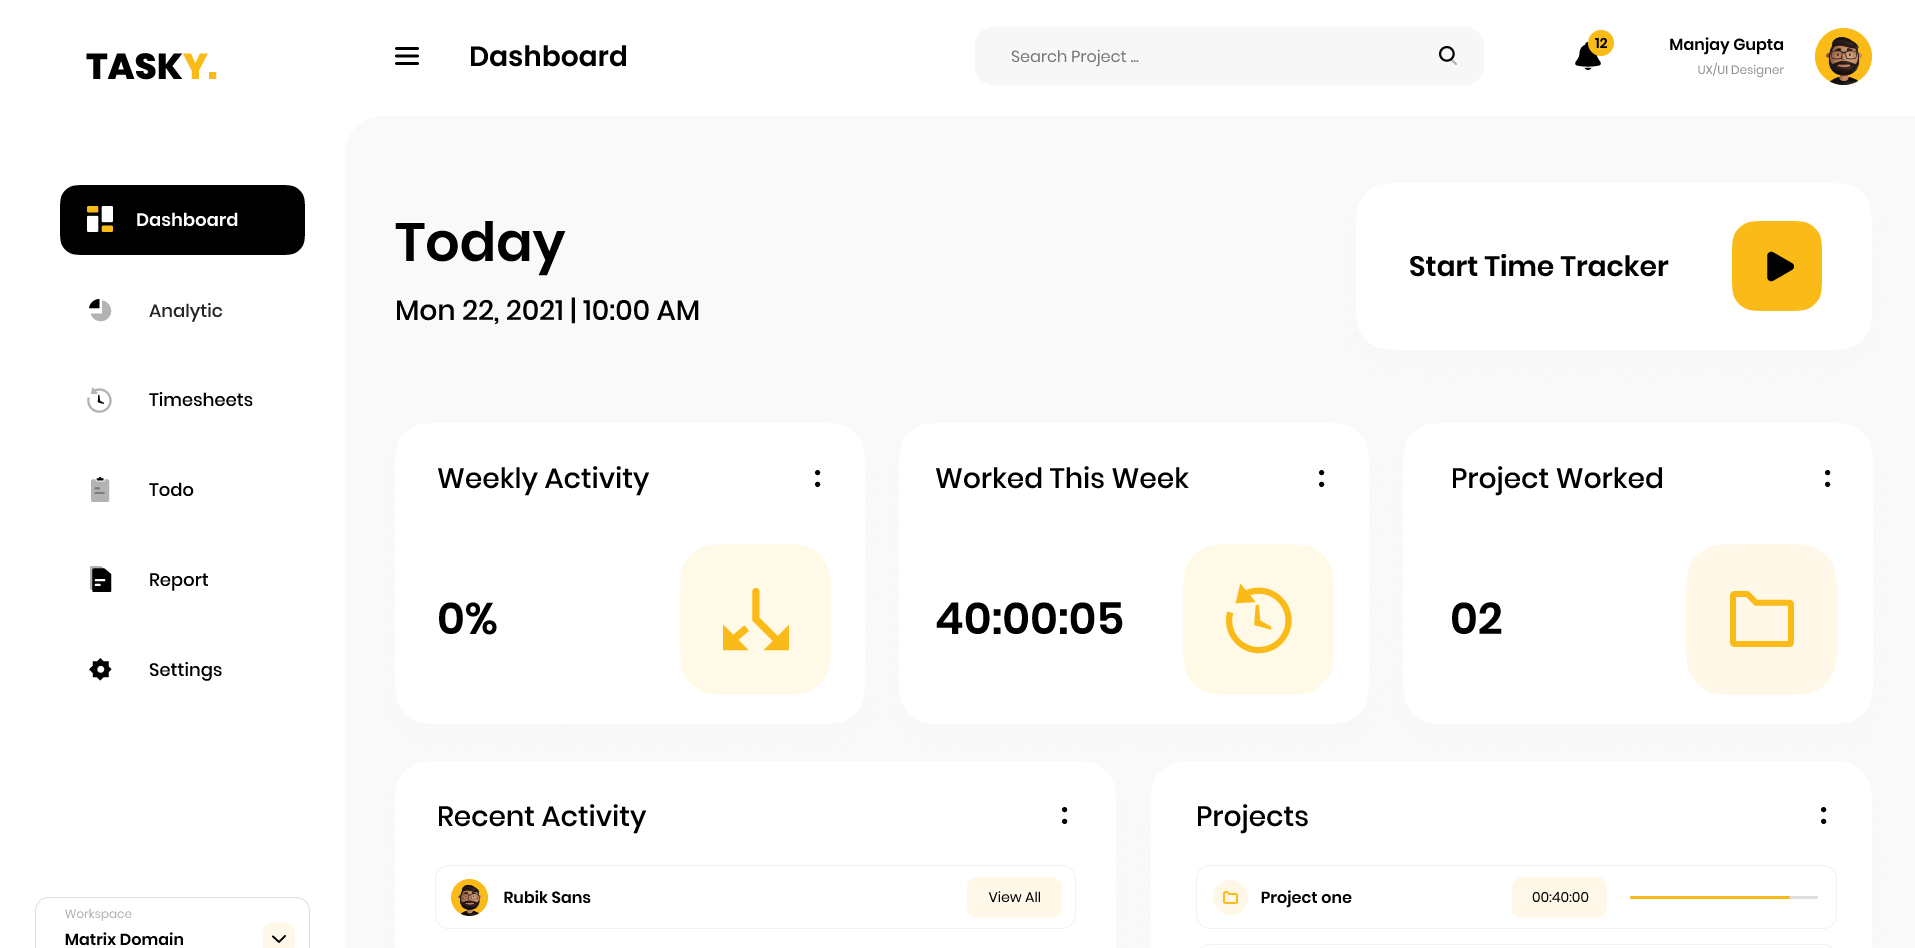 TASKY.
Dashboard
Search Project ...
12
Manjay Gupta
UX/UI Designer
Dashboard
Analytic
Timesheets
Todo
Report
Settings
Workspace
Matrix Domain
Today
Mon 22, 2021 | 10:00 AM
Start Time Tracker
Weekly Activity
0%
Worked This Week
40:00:05
Project Worked
02
Recent Activity
Rubik Sans
View All
Projects
Project one
00:40:00